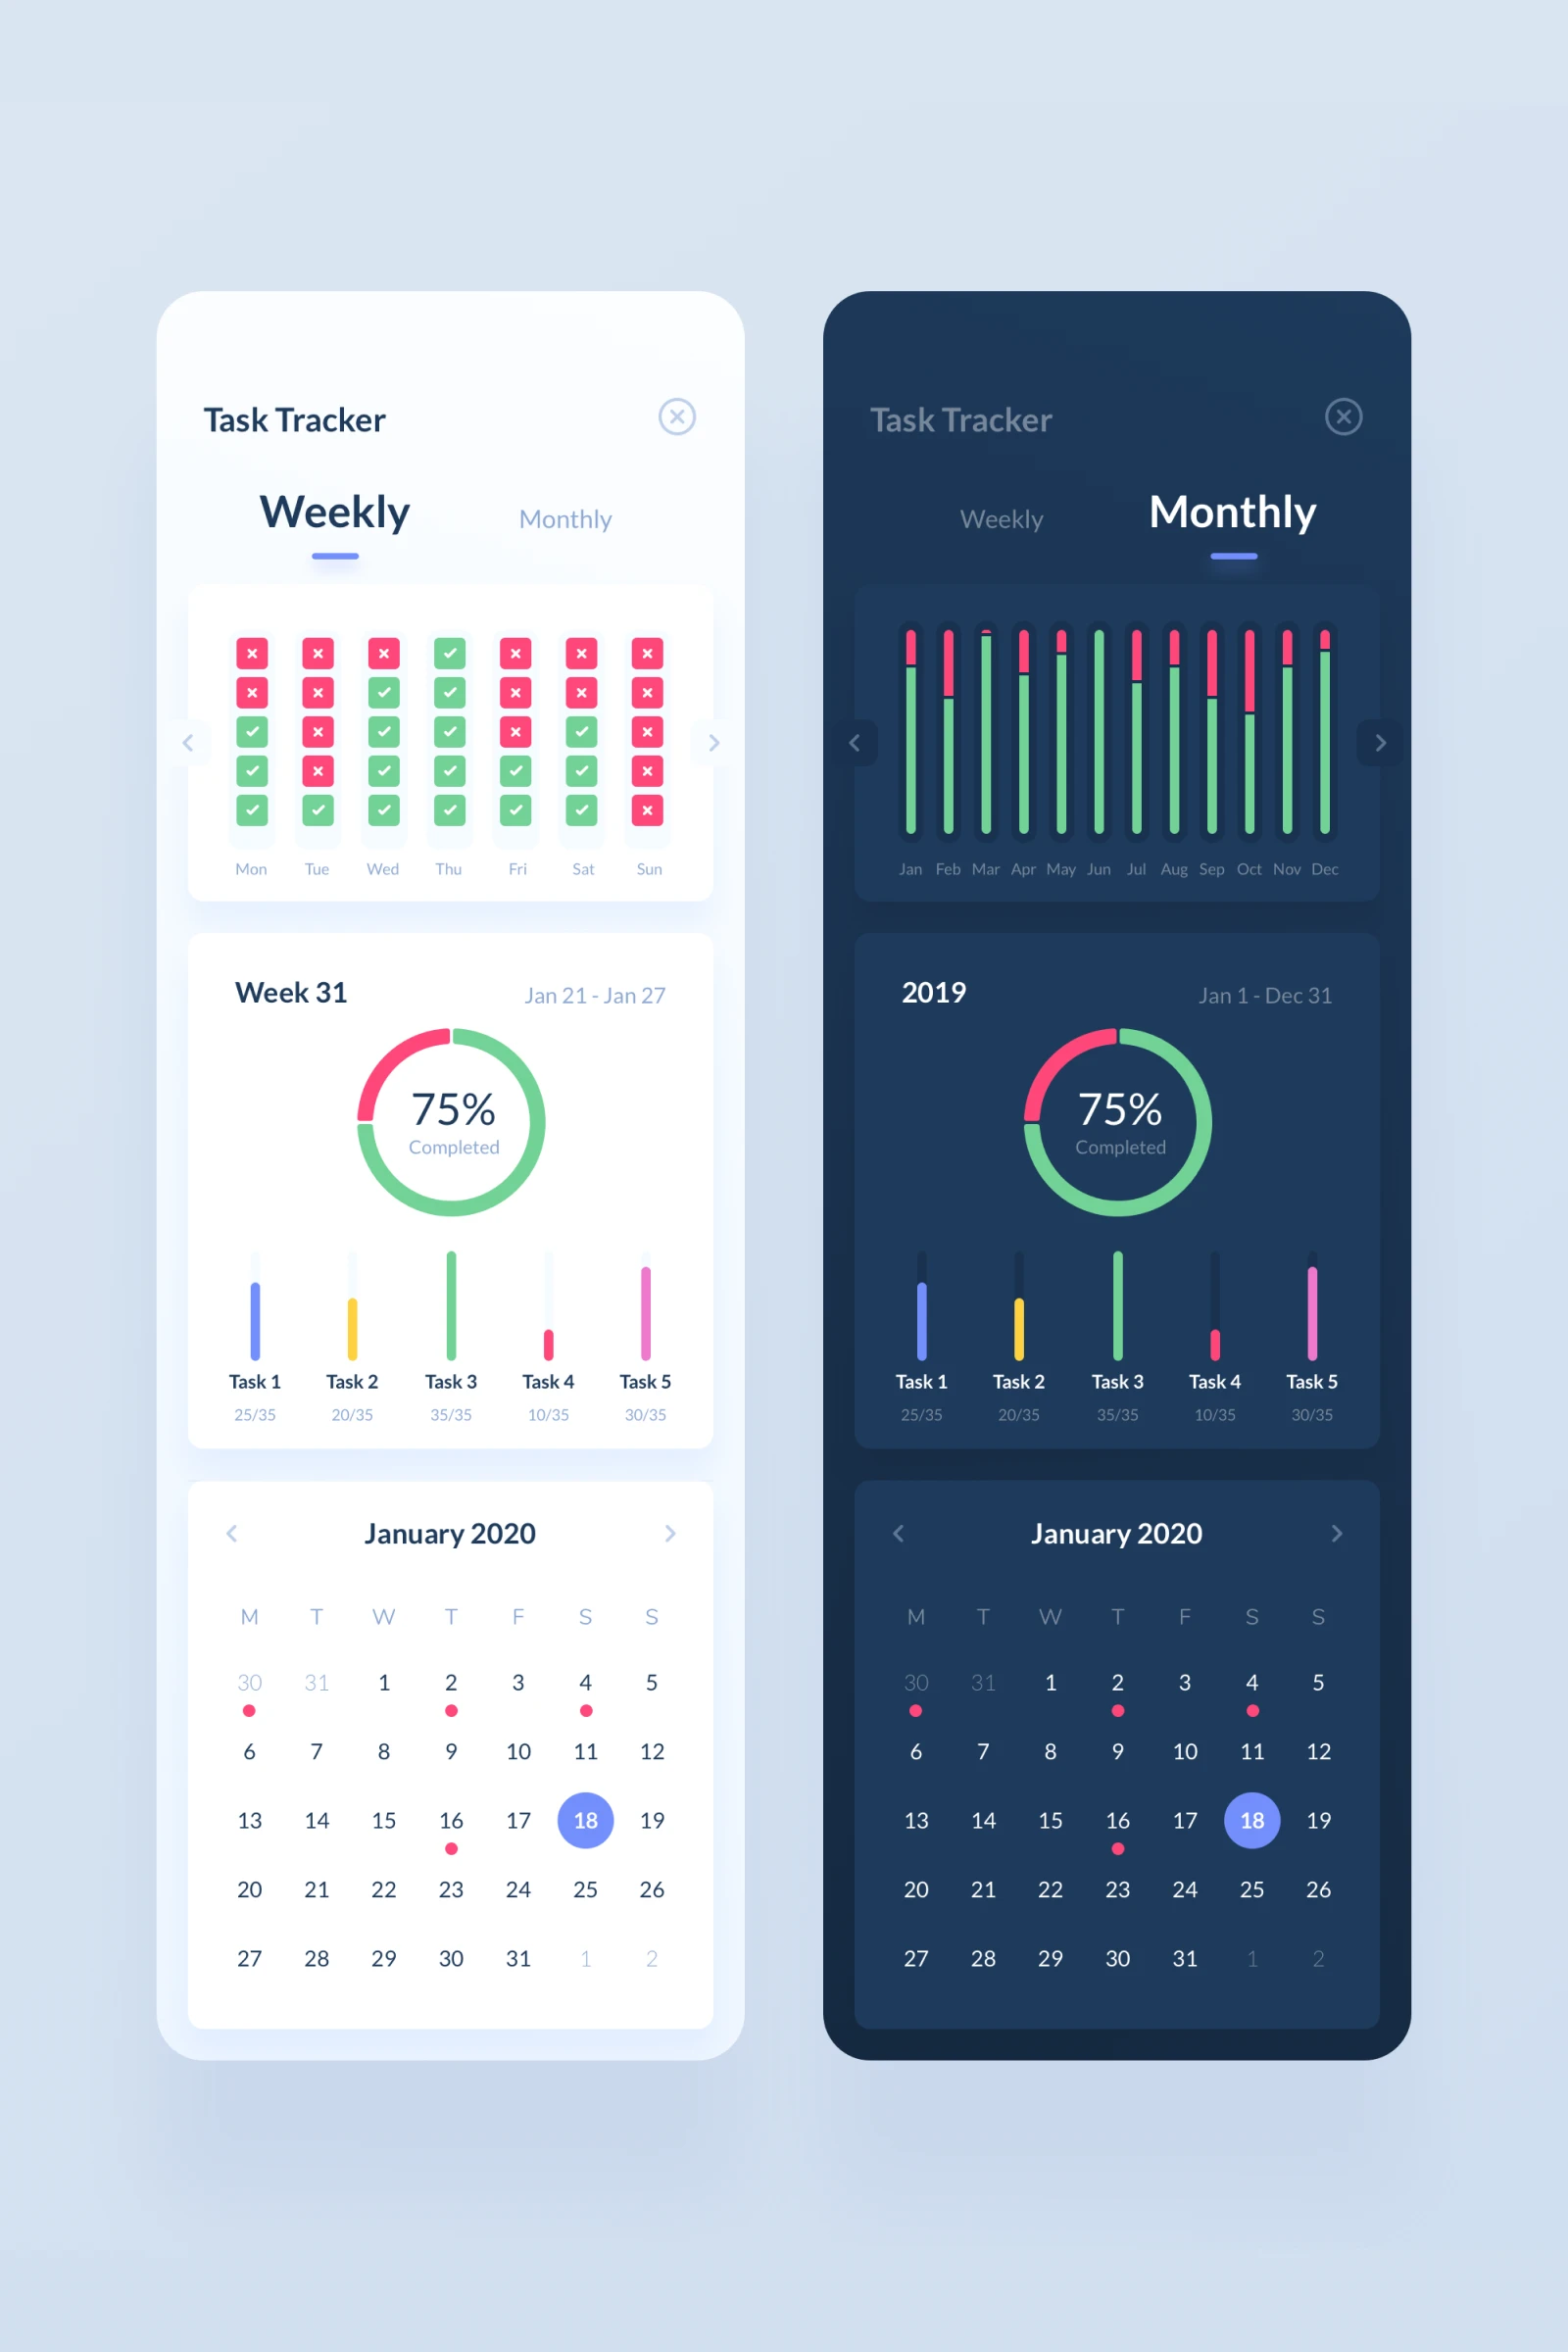 Task Tracker
Weekly Monthly
Mon Tue Wed Thu Fri Sat Sun
Week 31 Jan 21 - Jan 27
75%
Completed
Task 1 Task 2 Task 3 Task 4 Task 5
25/35 20/35 35/35 10/35 30/35
January 2020
M T W T F S S
30 31 1 2 3 4 5
6 7 8 9 10 11 12
13 14 15 16 17 18 19
20 21 22 23 24 25 26
27 28 29 30 31 1 2
Task Tracker
Weekly Monthly
Jan Feb Mar Apr May Jun Jul Aug Sep Oct Nov Dec
2019 Jan 1 - Dec 31
75%
Completed
Task 1 Task 2 Task 3 Task 4 Task 5
25/35 20/35 35/35 10/35 30/35
January 2020
M T W T F S S
30 31 1 2 3 4 5
6 7 8 9 10 11 12
13 14 15 16 17 18 19
20 21 22 23 24 25 26
27 28 29 30 31 1 2